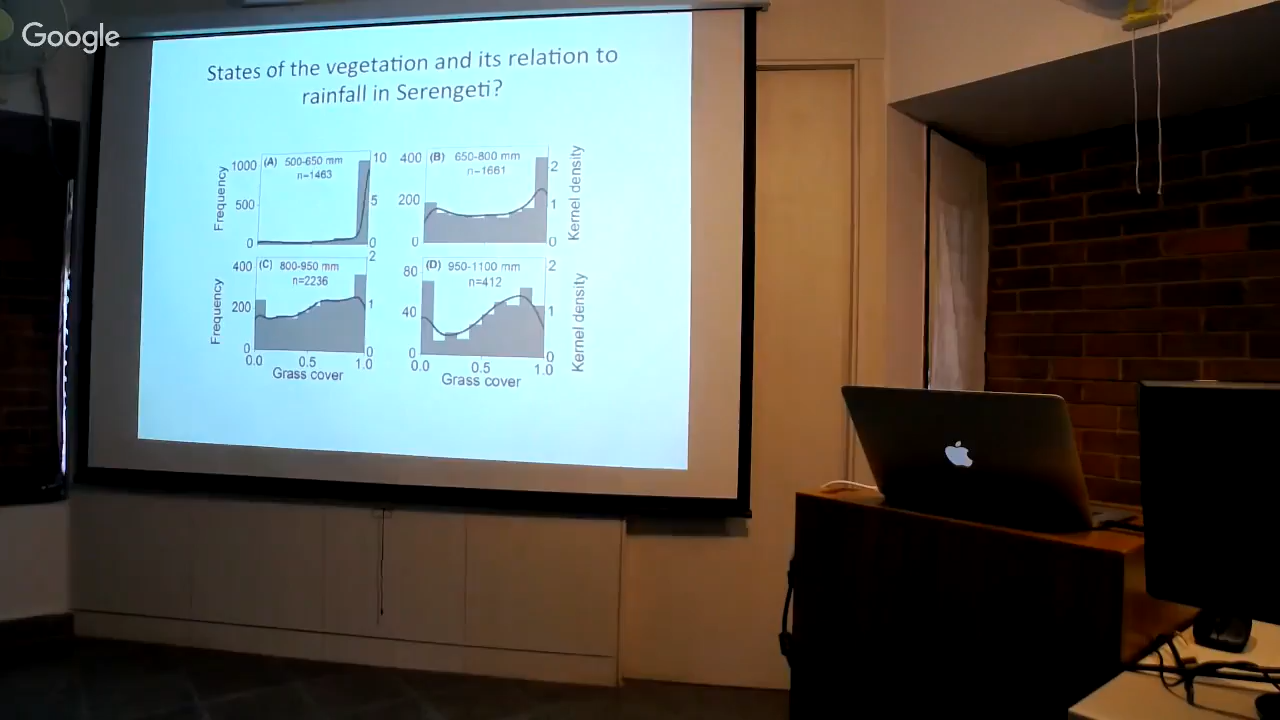 Google
States of the vegetation and its relation to
rainfall in Serengeti?
Frequency
1000
500
0
(A) 500-650 mm
n=1463
10
5
0
400
200
0
(B) 650-800 mm
n=1661
2
1
0
Kernel density
Frequency
400
200
0
(C) 800-950 mm
n=2236
2
1
0
0.0 0.5 1.0
Grass cover
80
40
0
(D) 950-1100 mm
n=412
2
1
0
Kernel density
0.0 0.5 1.0
Grass cover